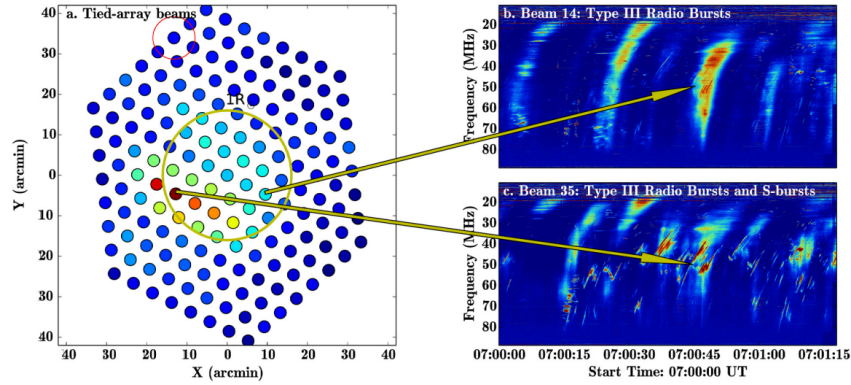 a. Tied-array beams
1R
Y (arcmin)
40
30
20
10
0
10
20
30
40
40 30 20 10 0 10 20 30 40
X (arcmin)
b. Beam 14: Type III Radio Bursts
Frequency (MHz)
20
30
40
50
60
70
80
c. Beam 35: Type III Radio Bursts and S-bursts
Frequency (MHz)
20
30
40
50
60
70
80
07:00:00 07:00:15 07:00:30 07:00:45 07:01:00 07:01:15
Start Time: 07:00:00 UT